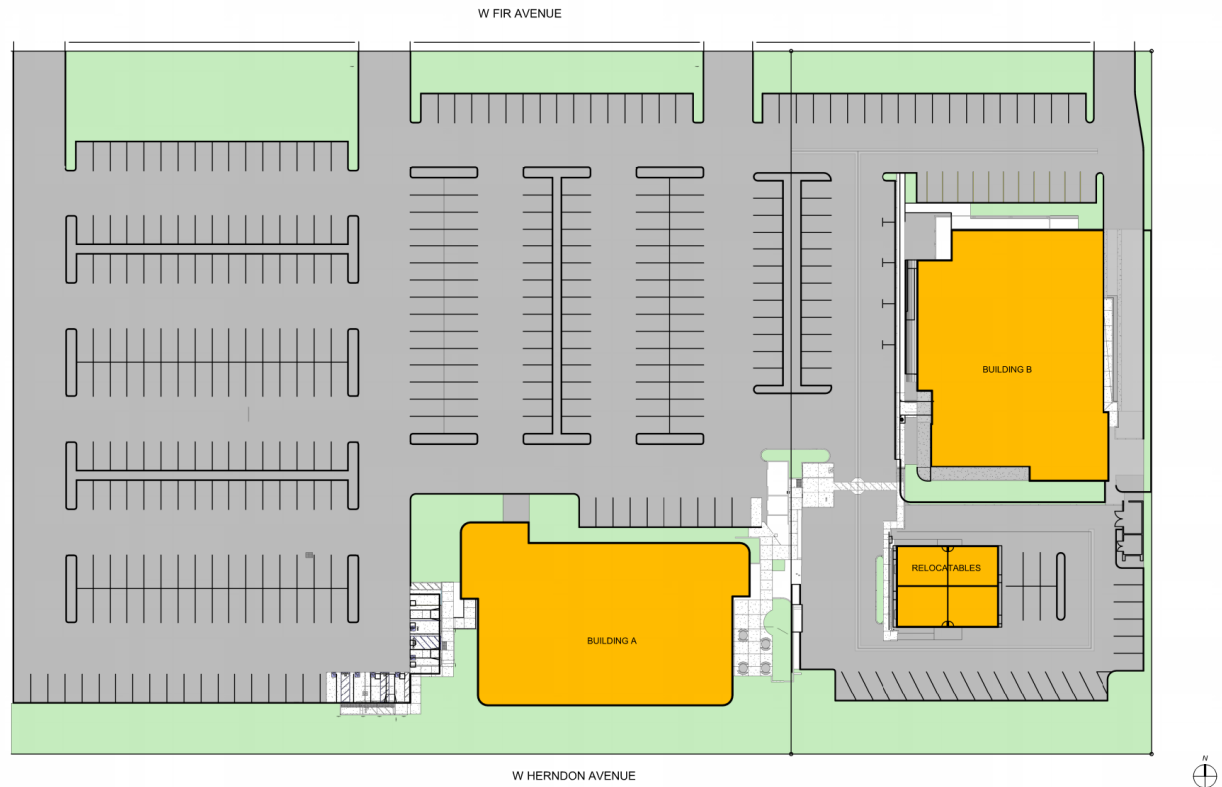 W FIR AVENUE
BUILDING B
RELOCATABLES
BUILDING A
W HERNDON AVENUE
N